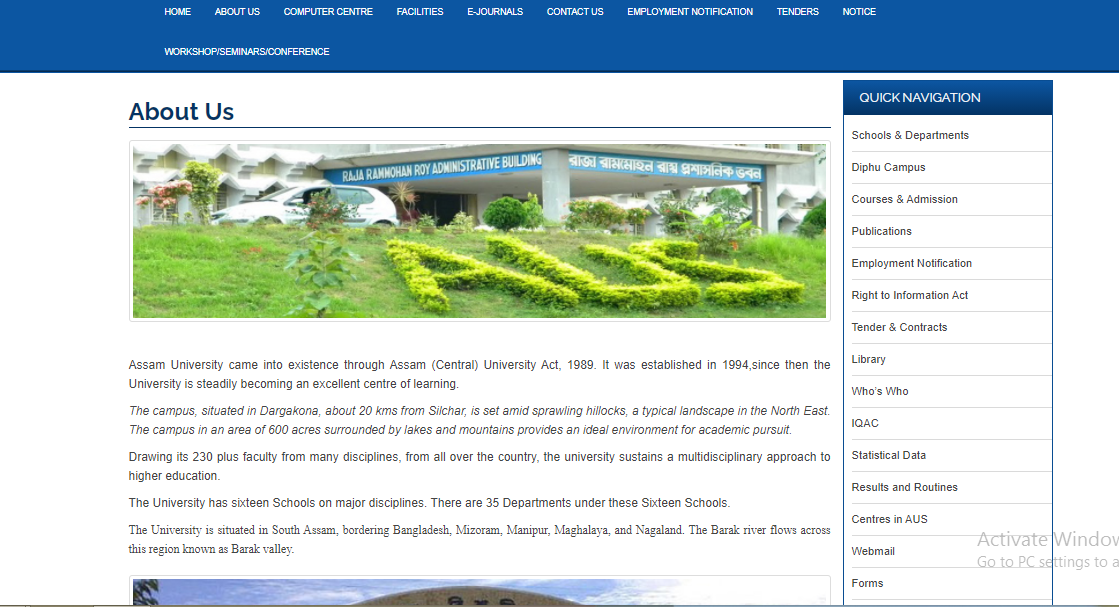 HOME ABOUT US COMPUTER CENTRE FACILITIES E-JOURNALS CONTACT US EMPLOYMENT NOTIFICATION TENDERS NOTICE
WORKSHOP/SEMINARS/CONFERENCE
About Us
RAJA RAMMOHAN ROY ADMINISTRATIVE BUILDING রাজা রামমোহন রায় প্রশাসনিক ভবন
AUS
Assam University came into existence through Assam (Central) University Act, 1989. It was established in 1994,since then the
University is steadily becoming an excellent centre of learning.
The campus, situated in Dargakona, about 20 kms from Silchar, is set amid sprawling hillocks, a typical landscape in the North East.
The campus in an area of 600 acres surrounded by lakes and mountains provides an ideal environment for academic pursuit.
Drawing its 230 plus faculty from many disciplines, from all over the country, the university sustains a multidisciplinary approach to
higher education.
The University has sixteen Schools on major disciplines. There are 35 Departments under these Sixteen Schools.
The University is situated in South Assam, bordering Bangladesh, Mizoram, Manipur, Maghalaya, and Nagaland. The Barak river flows across
this region known as Barak valley.
QUICK NAVIGATION
Schools & Departments
Diphu Campus
Courses & Admission
Publications
Employment Notification
Right to Information Act
Tender & Contracts
Library
Who's Who
IQAC
Statistical Data
Results and Routines
Centres in AUS
Webmail
Forms
Activate Window
Go to PC settings to a